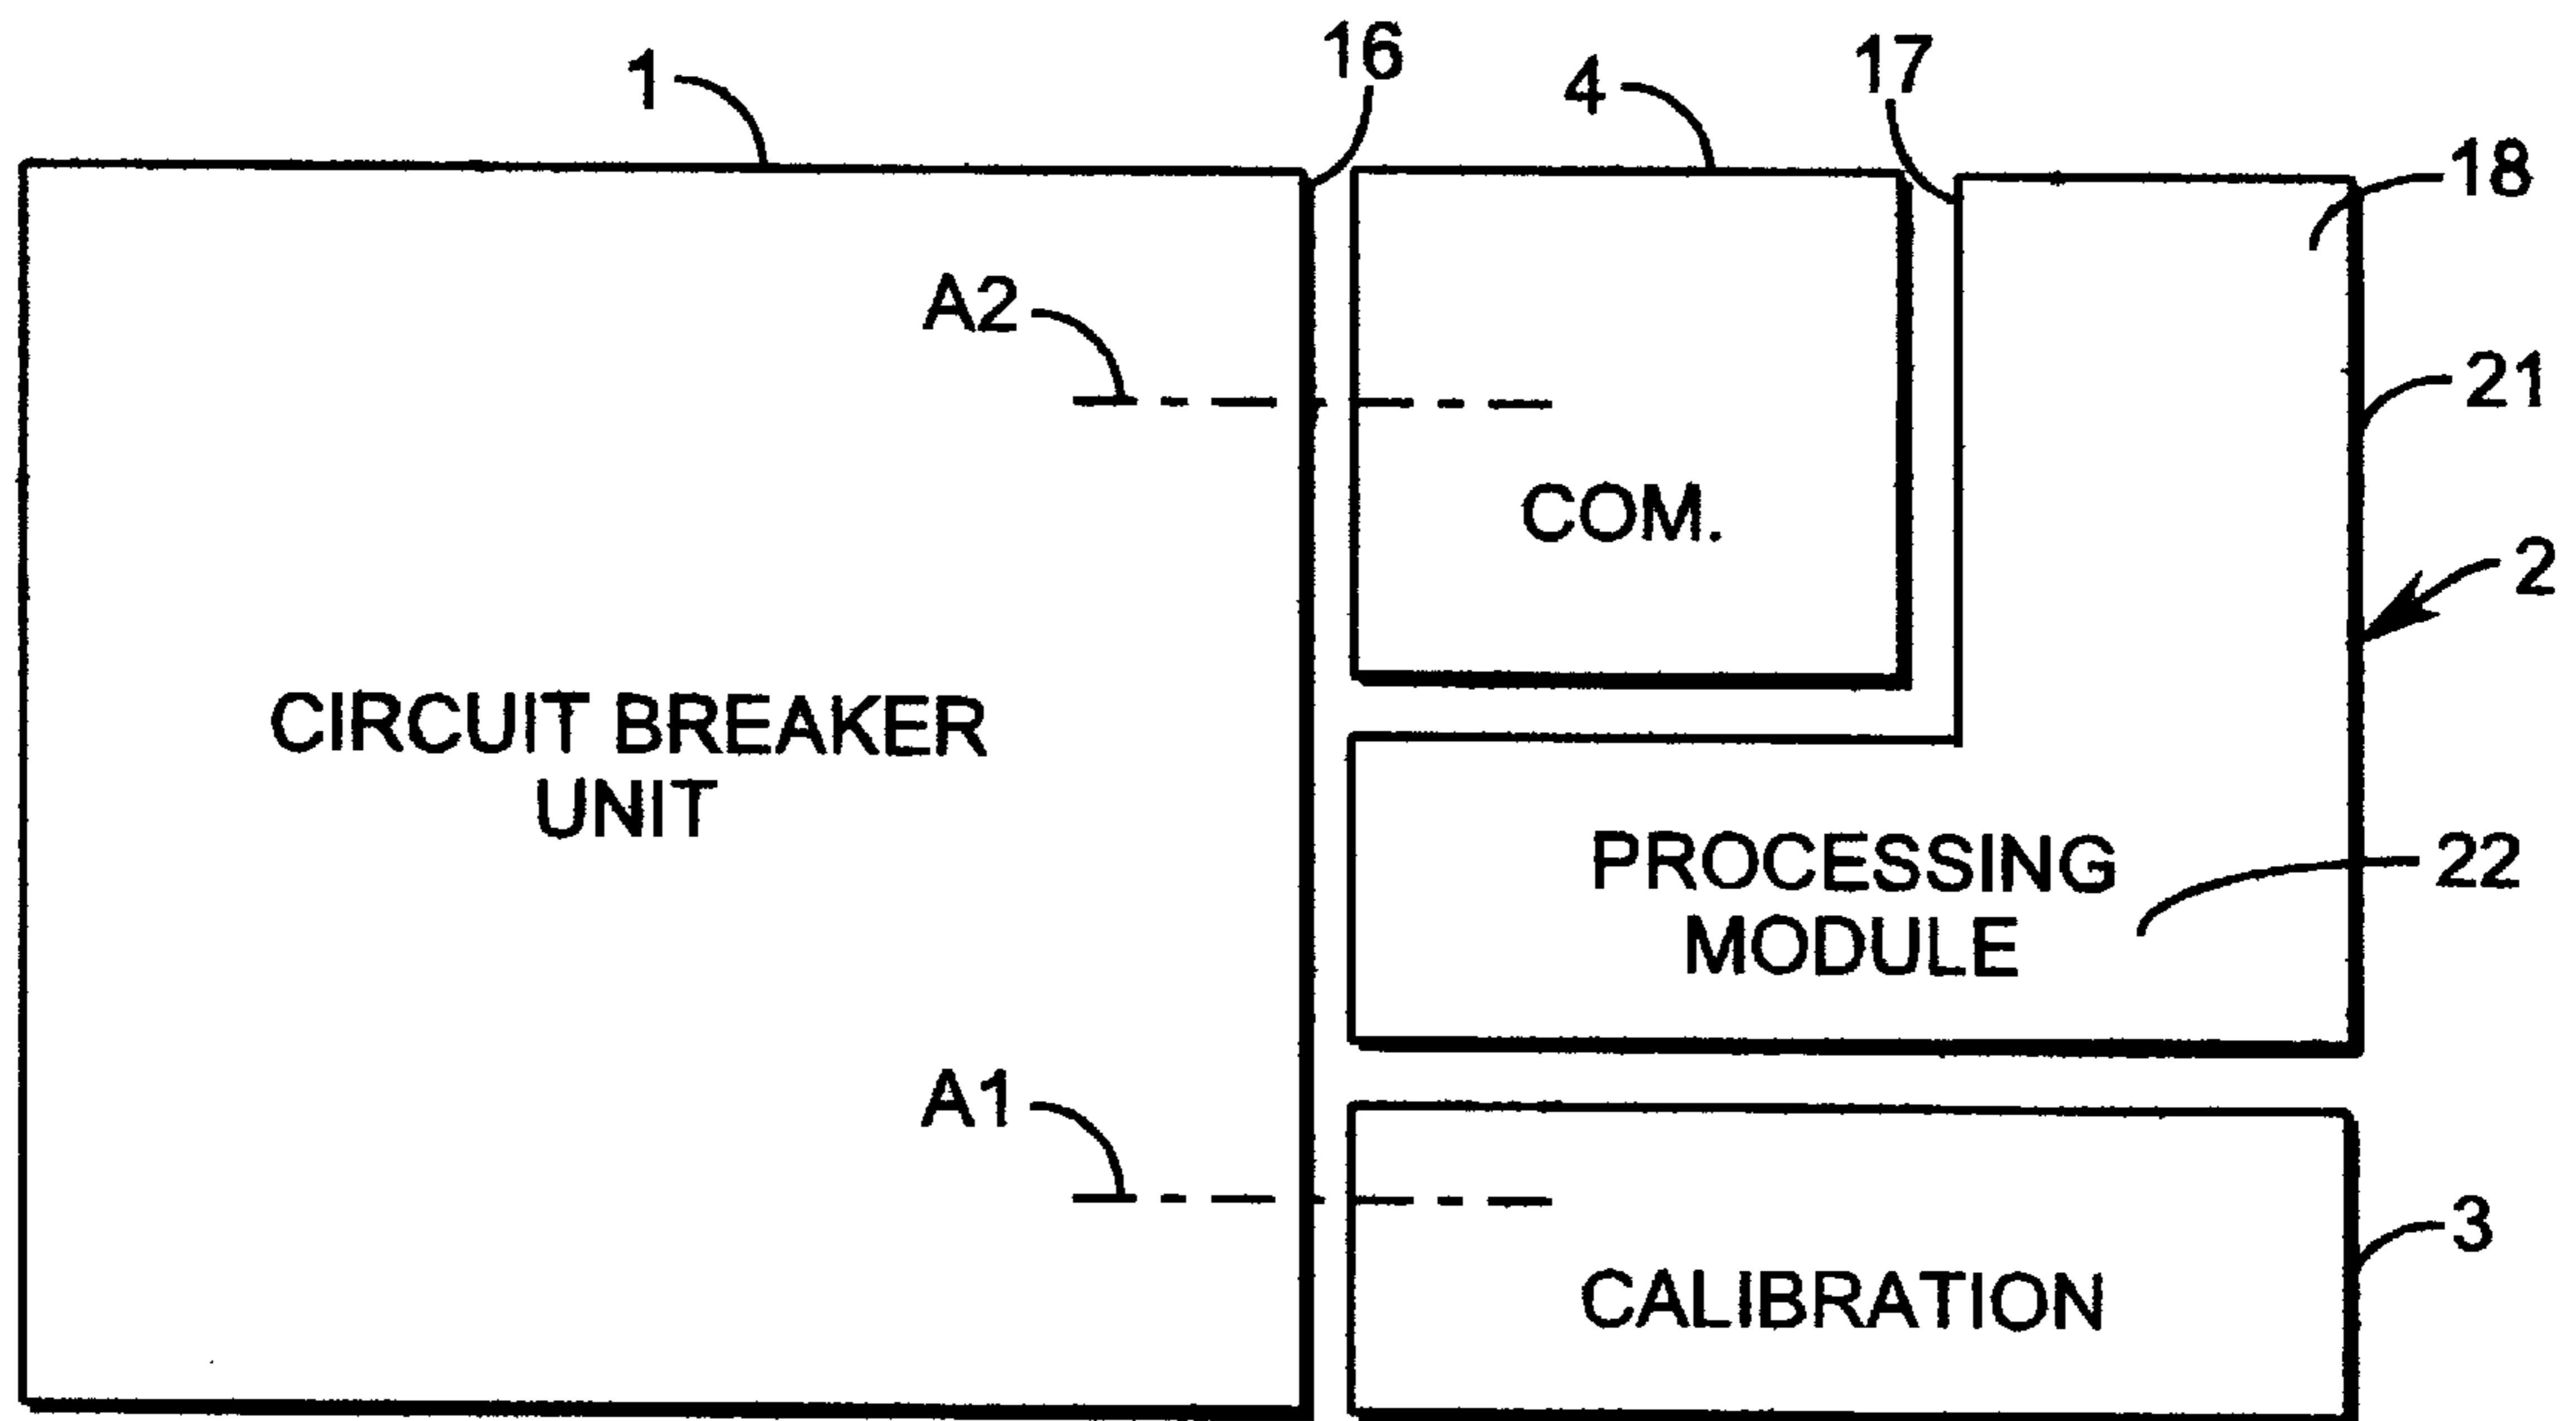 1
16
4
17
18
A2
21
COM.
2
CIRCUIT BREAKER
UNIT
PROCESSING
MODULE
22
A1
3
CALIBRATION